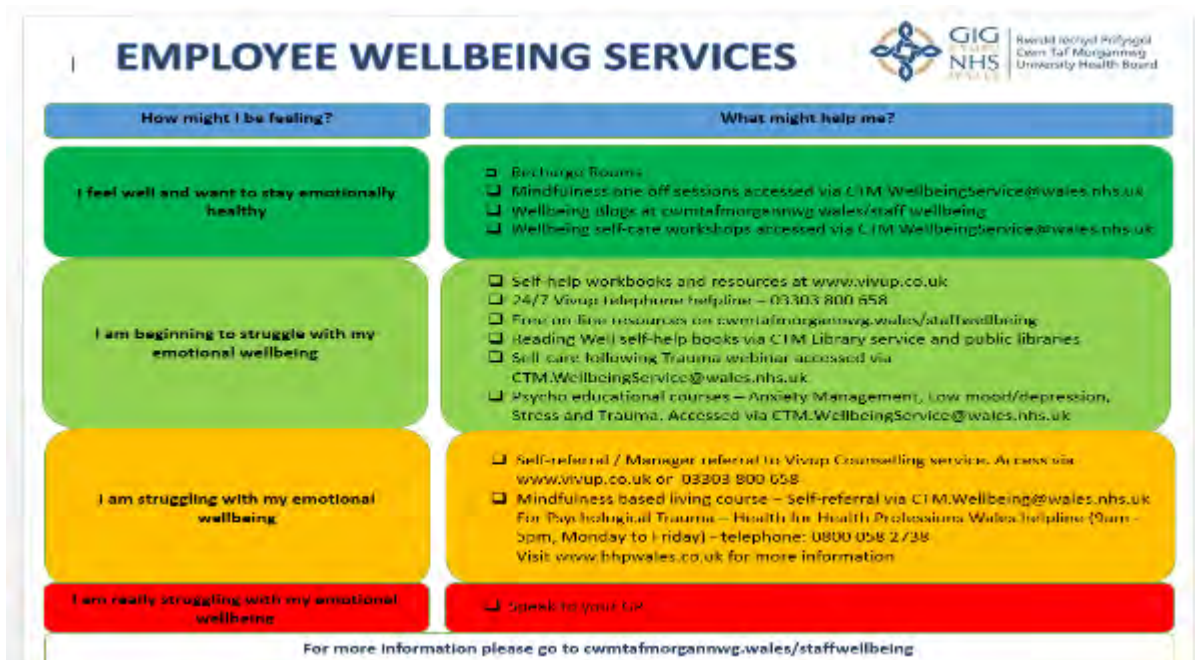 EMPLOYEE WELLBEING SERVICES
GIG
NHS
Bwrdd Iechyd Prifysgol
Cwm Taf Morgannwg
University Health Board
How might I be feeling?
What might help me?
I feel well and want to stay emotionally
healthy
Recharge Rooms
Mindfulness one off sessions accessed via CTM.WellbeingService@wales.nhs.uk
Wellbeing Blogs at cwmtafmorgannwg.wales/staff wellbeing
Wellbeing self-care workshops accessed via CTM.WellbeingService@wales.nhs.uk
I am beginning to struggle with my
emotional wellbeing
Self-help workbooks and resources at www.vivup.co.uk
24/7 Vivup telephone helpline – 03303 800 658
Free on-line resources on cwmtafmorgannwg.wales/staffwellbeing
Reading Well self-help books via CTM Library service and public libraries
Self-care following Trauma webinar accessed via
CTM.WellbeingService@wales.nhs.uk
Psycho educational courses – Anxiety Management, Low mood/depression,
Stress and Trauma. Accessed via CTM.WellbeingService@wales.nhs.uk
I am struggling with my emotional
wellbeing
Self-referral / Manager referral to Vivup Counselling service. Access via
www.vivup.co.uk or 03303 800 658
Mindfulness based living course – Self-referral via CTM.Wellbeing@wales.nhs.uk
For Psychological Trauma – Health for Health Professions Wales helpline (9am -
5pm, Monday to Friday) – telephone: 0800 058 2738
Visit www.hhpwales.co.uk for more information
I am really struggling with my emotional
wellbeing
Speak to your GP
For more information please go to cwmtafmorgannwg.wales/staffwellbeing